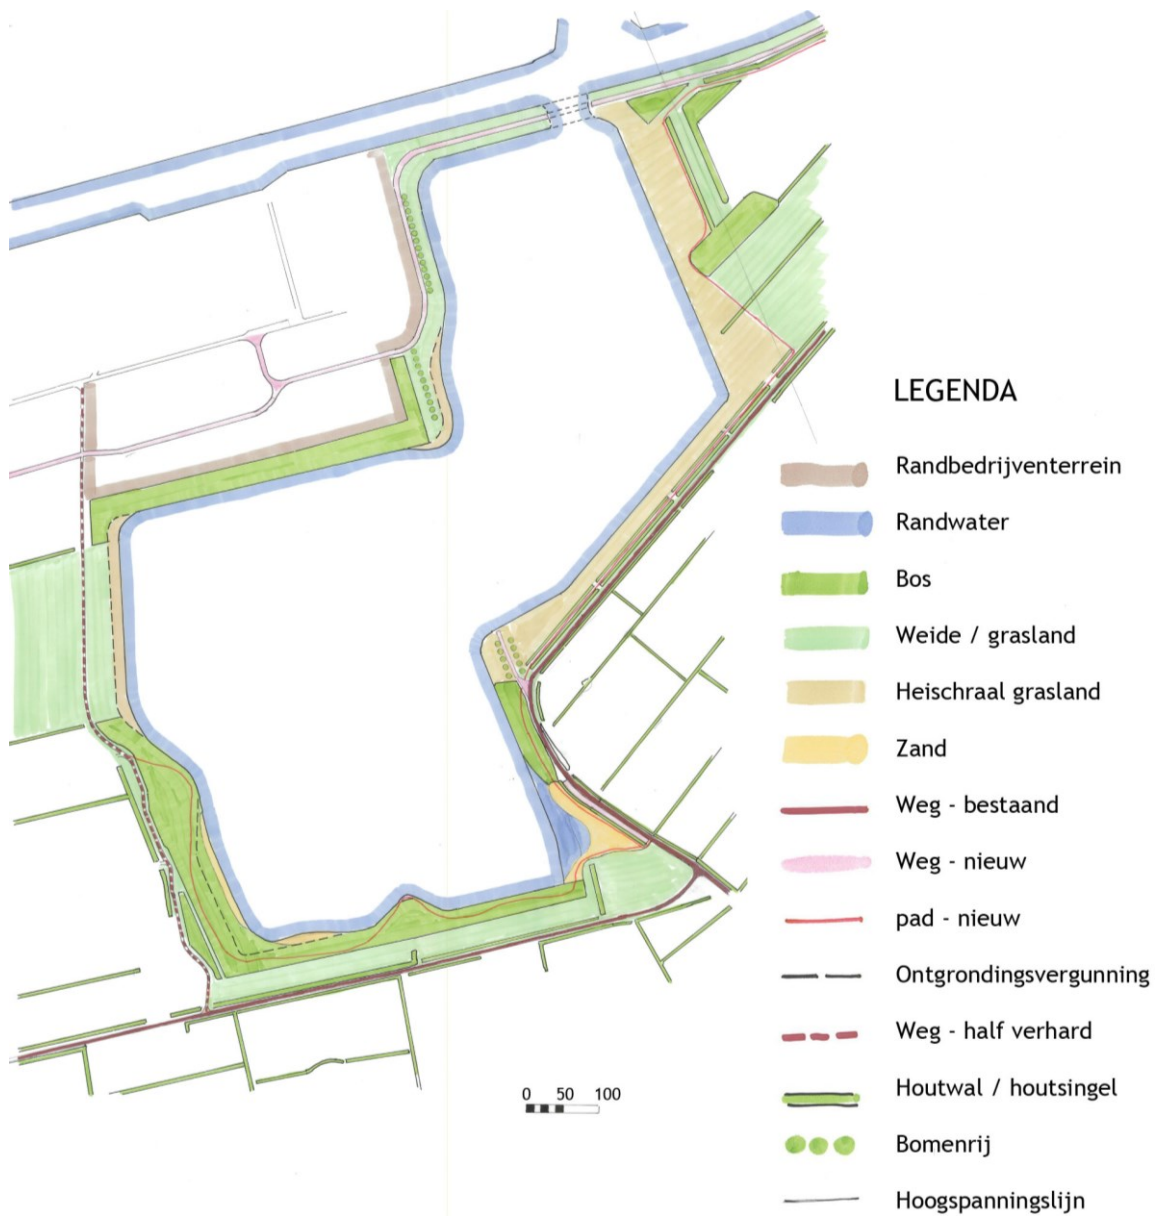 LEGENDA
Randbedrijventerrein
Randwater
Bos
Weide / grasland
Heischraal grasland
Zand
Weg - bestaand
Weg - nieuw
pad - nieuw
Ontgrondingsvergunning
Weg - half verhard
Houtwal / houtsingel
Bomenrij
Hoogspanningslijn
0 50 100